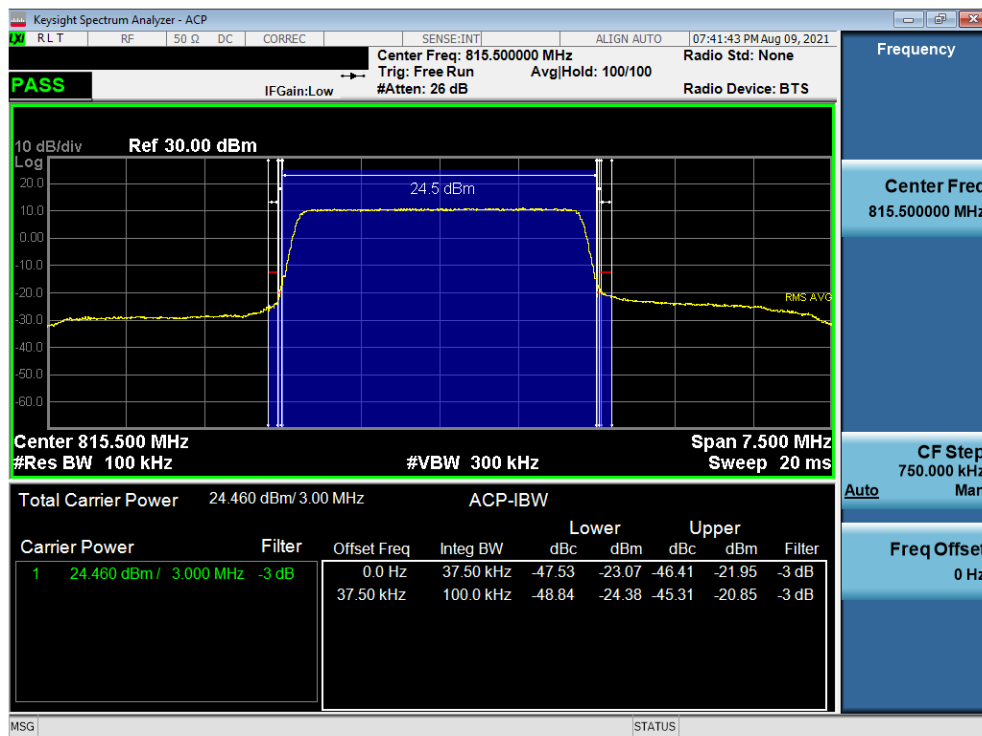 Keysight Spectrum Analyzer - ACP
LXI RLT RF 50 Ω DC CORREC SENSE:INT ALIGN AUTO 07:41:43 PM Aug 09, 2021
Center Freq: 815.500000 MHz Radio Std: None
Trig: Free Run Avg|Hold: 100/100
PASS IFGain:Low #Atten: 26 dB Radio Device: BTS
10 dB/div Ref 30.00 dBm
Log
24.5 dBm
20.0
10.0
0.00
-10.0
-20.0
RMS AVG
-30.0
-40.0
-50.0
-60.0
Center 815.500 MHz Span 7.500 MHz
#Res BW 100 kHz #VBW 300 kHz Sweep 20 ms
Total Carrier Power 24.460 dBm/ 3.00 MHz ACP-IBW
Lower Upper
Carrier Power Filter Offset Freq Integ BW dBc dBm dBc dBm Filter
1 24.460 dBm / 3.000 MHz -3 dB 0.0 Hz 37.50 kHz -47.53 -23.07 -46.41 -21.95 -3 dB
37.50 kHz 100.0 kHz -48.84 -24.38 -45.31 -20.85 -3 dB
MSG STATUS
Frequency
Center Freq
815.500000 MHz
CF Step
750.000 kHz
Auto Man
Freq Offset
0 Hz